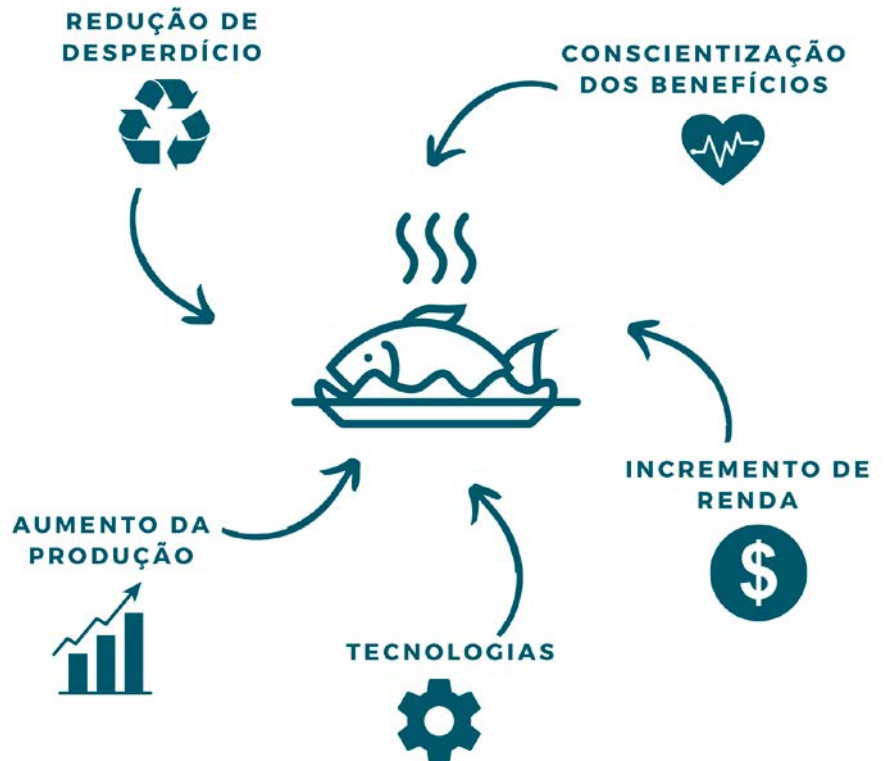 REDUÇÃO DE
DESPERDÍCIO
CONSCIENTIZAÇÃO
DOS BENEFÍCIOS
INCREMENTO DE
RENDA
$
AUMENTO DA
PRODUÇÃO
TECNOLOGIAS